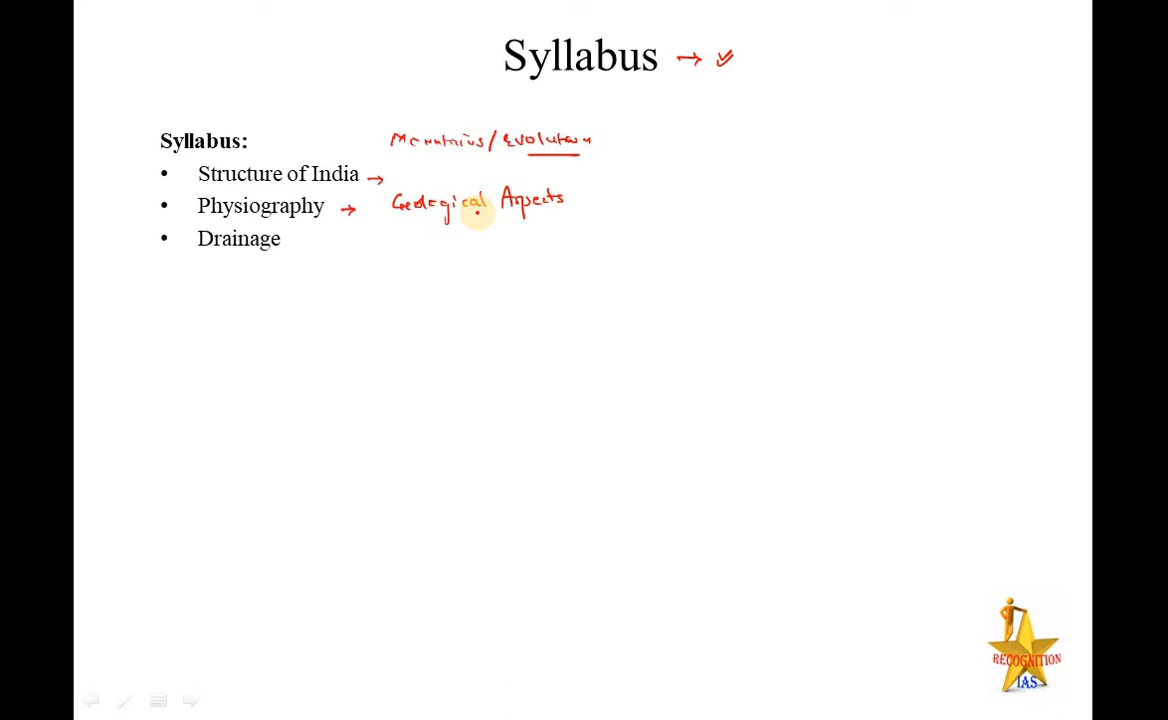 Syllabus →
Syllabus:
Mountains/Evolution
• Structure of India →
• Physiography → Geological Aspects
• Drainage
RECOGNITION
IAS